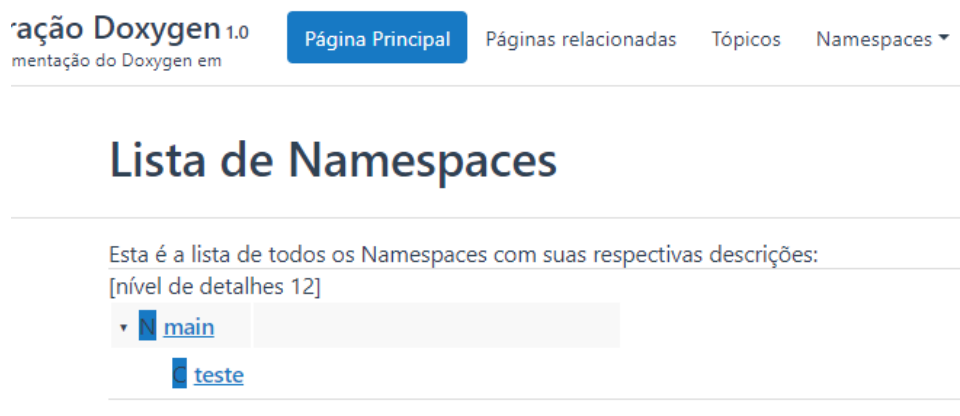 ração Doxygen 1.0
mentação do Doxygen em
Página Principal Páginas relacionadas Tópicos Namespaces
Lista de Namespaces
Esta é a lista de todos os Namespaces com suas respectivas descrições:
[nível de detalhes 12]
N main
C teste